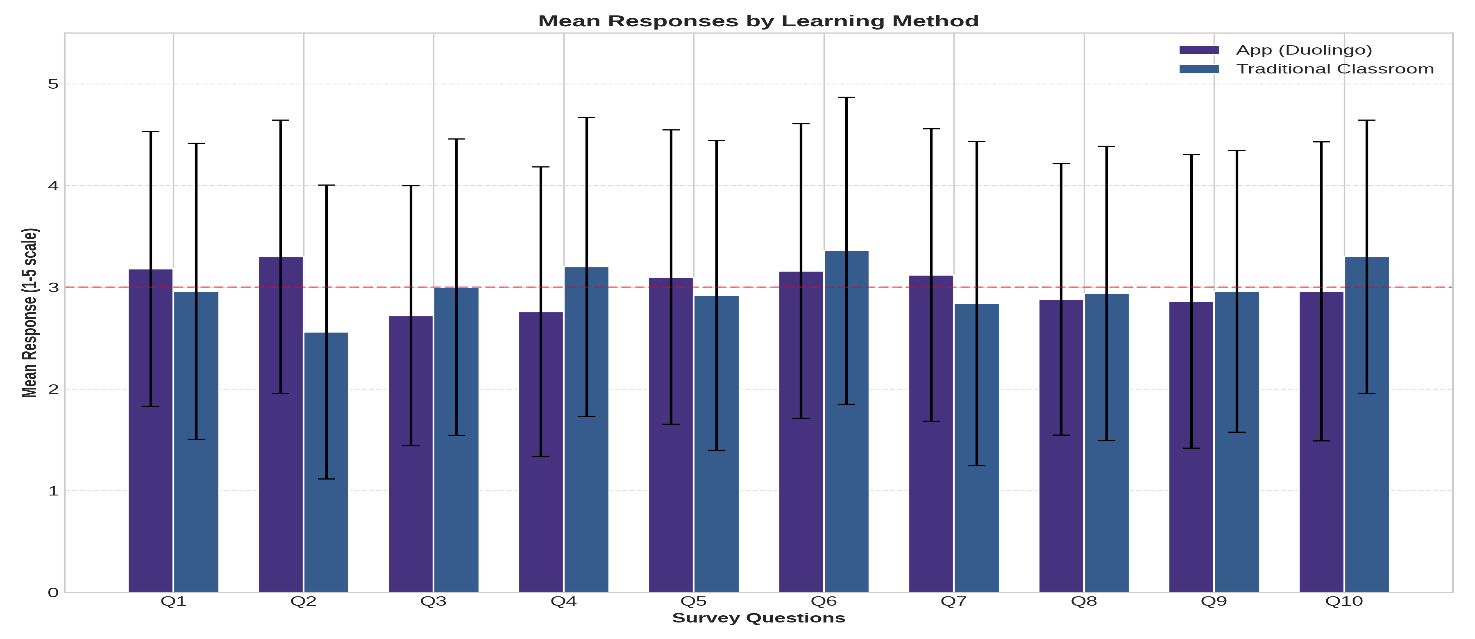 Mean Responses by Learning Method
App (Duolingo)
Traditional Classroom
Mean Response (1-5 scale)
5
4
3
2
1
0
Q1 Q2 Q3 Q4 Q5 Q6 Q7 Q8 Q9 Q10
Survey Questions